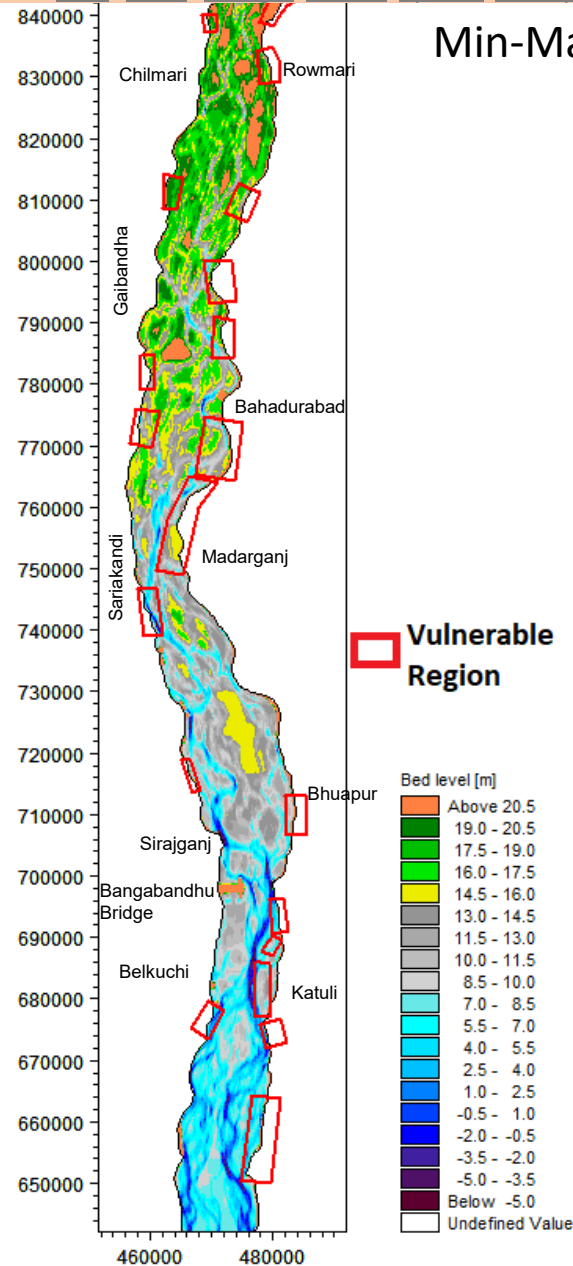 Min-Ma
840000
830000
820000
810000
800000
790000
780000
770000
760000
750000
740000
730000
720000
710000
700000
690000
680000
670000
660000
650000
460000 480000
Chilmari
Rowmari
Gaibandha
Bahadurabad
Madarganj
Sariakandi
Bhuapur
Sirajganj
Bangabandhu
Bridge
Belkuchi
Katuli
Vulnerable
Region
Bed level [m]
Above 20.5
19.0 - 20.5
17.5 - 19.0
16.0 - 17.5
14.5 - 16.0
13.0 - 14.5
11.5 - 13.0
10.0 - 11.5
8.5 - 10.0
7.0 - 8.5
5.5 - 7.0
4.0 - 5.5
2.5 - 4.0
1.0 - 2.5
-0.5 - 1.0
-2.0 - -0.5
-3.5 - -2.0
-5.0 - -3.5
Below -5.0
Undefined Value